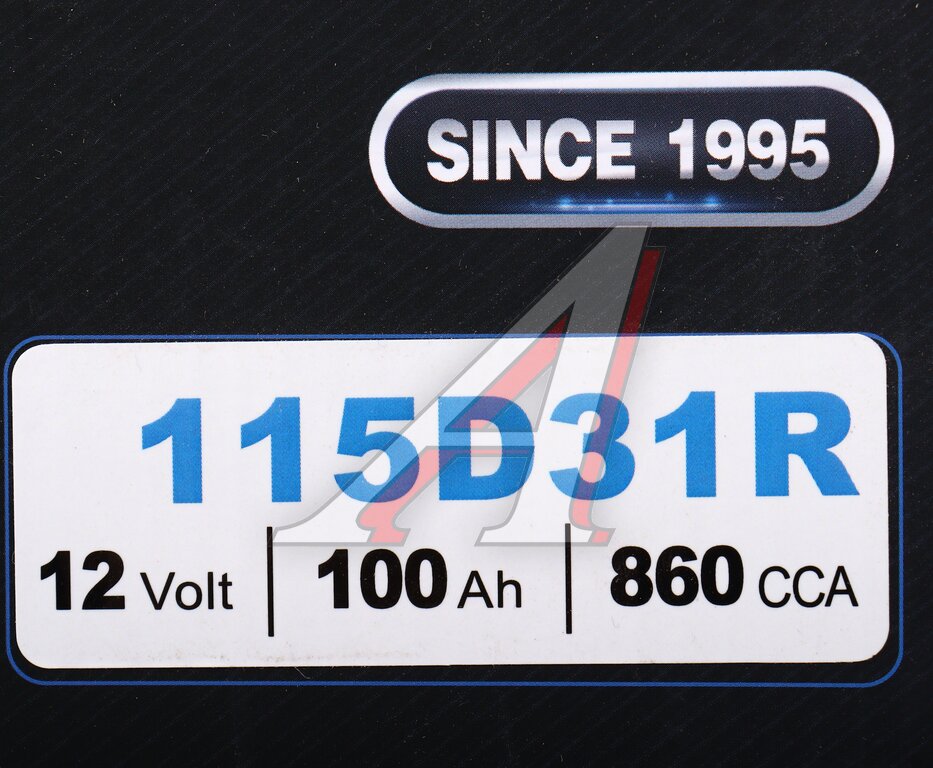 SINCE 1995
115D31R
12 Volt 100 Ah 860 CCA